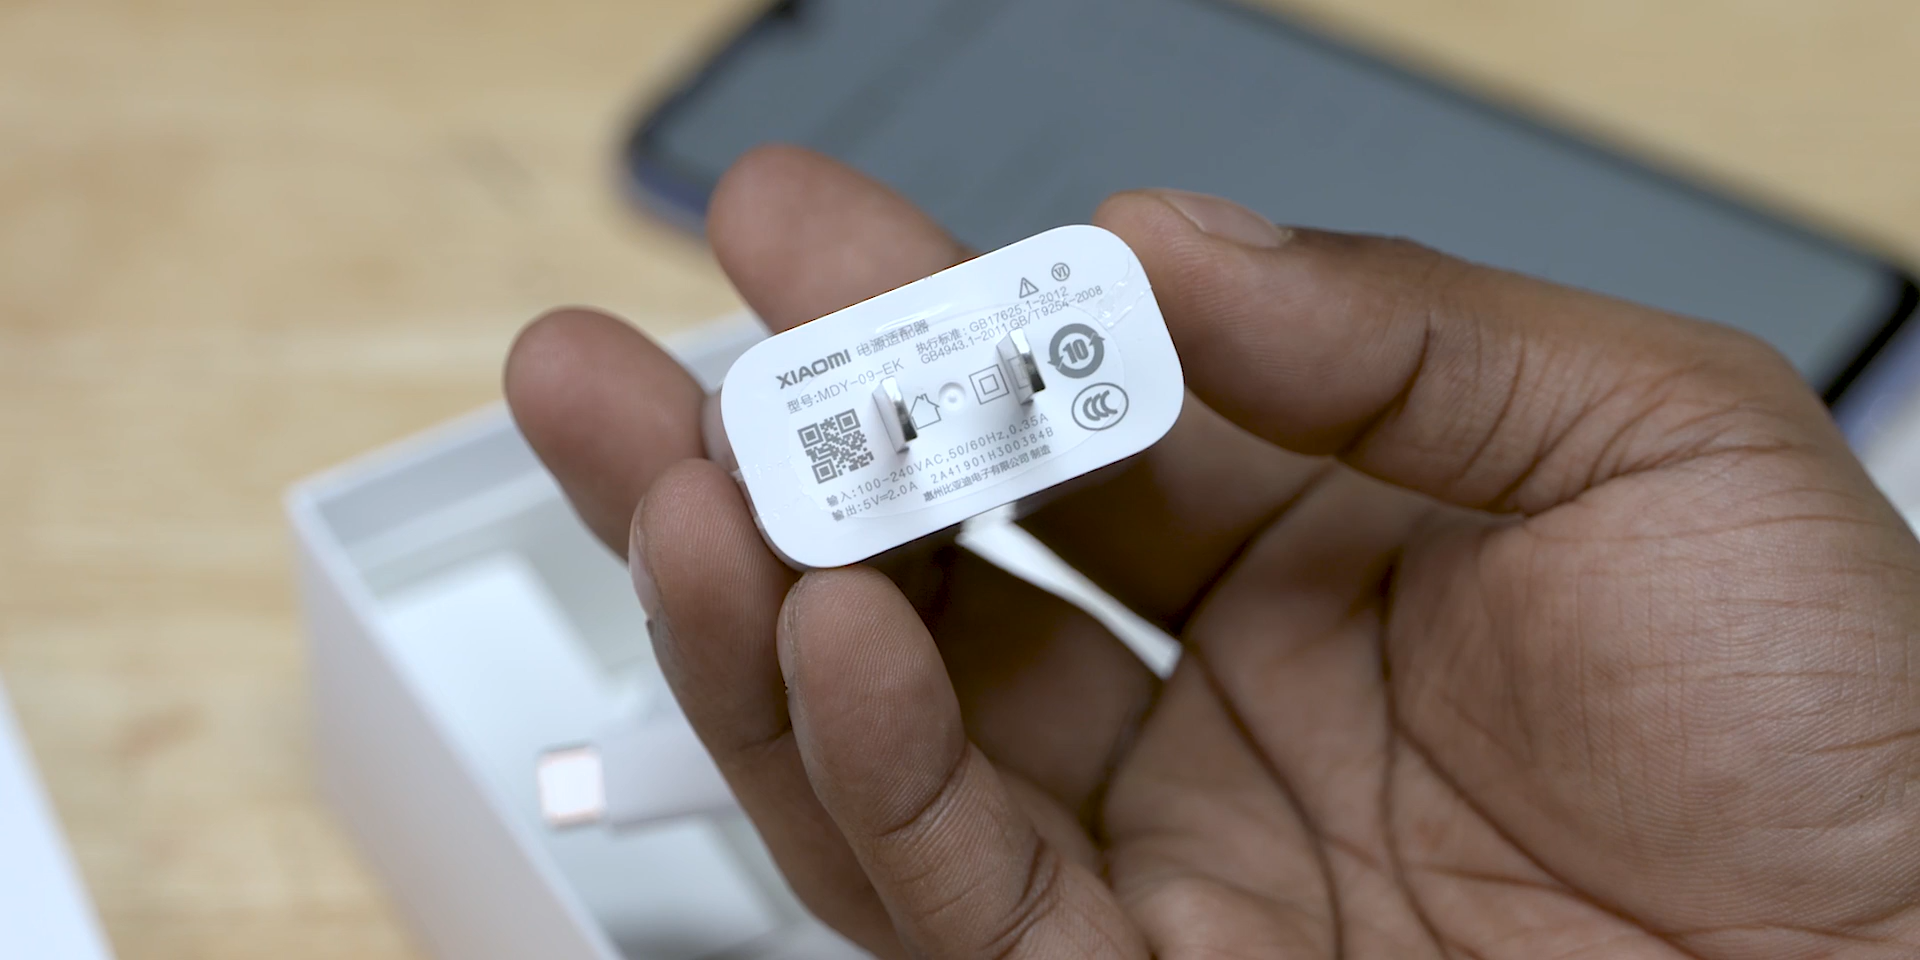 VI
XIAOMI 电源适配器
型号:MDY-09-EK
执行标准:GB17625.1-2012
GB4943.1-2011 GB/T9254-2008
10
CCC
输入:100-240VAC,50/60Hz,0.35A
输出:5V⎓2.0A 2A41901H300384B
惠州比亚迪电子有限公司 制造